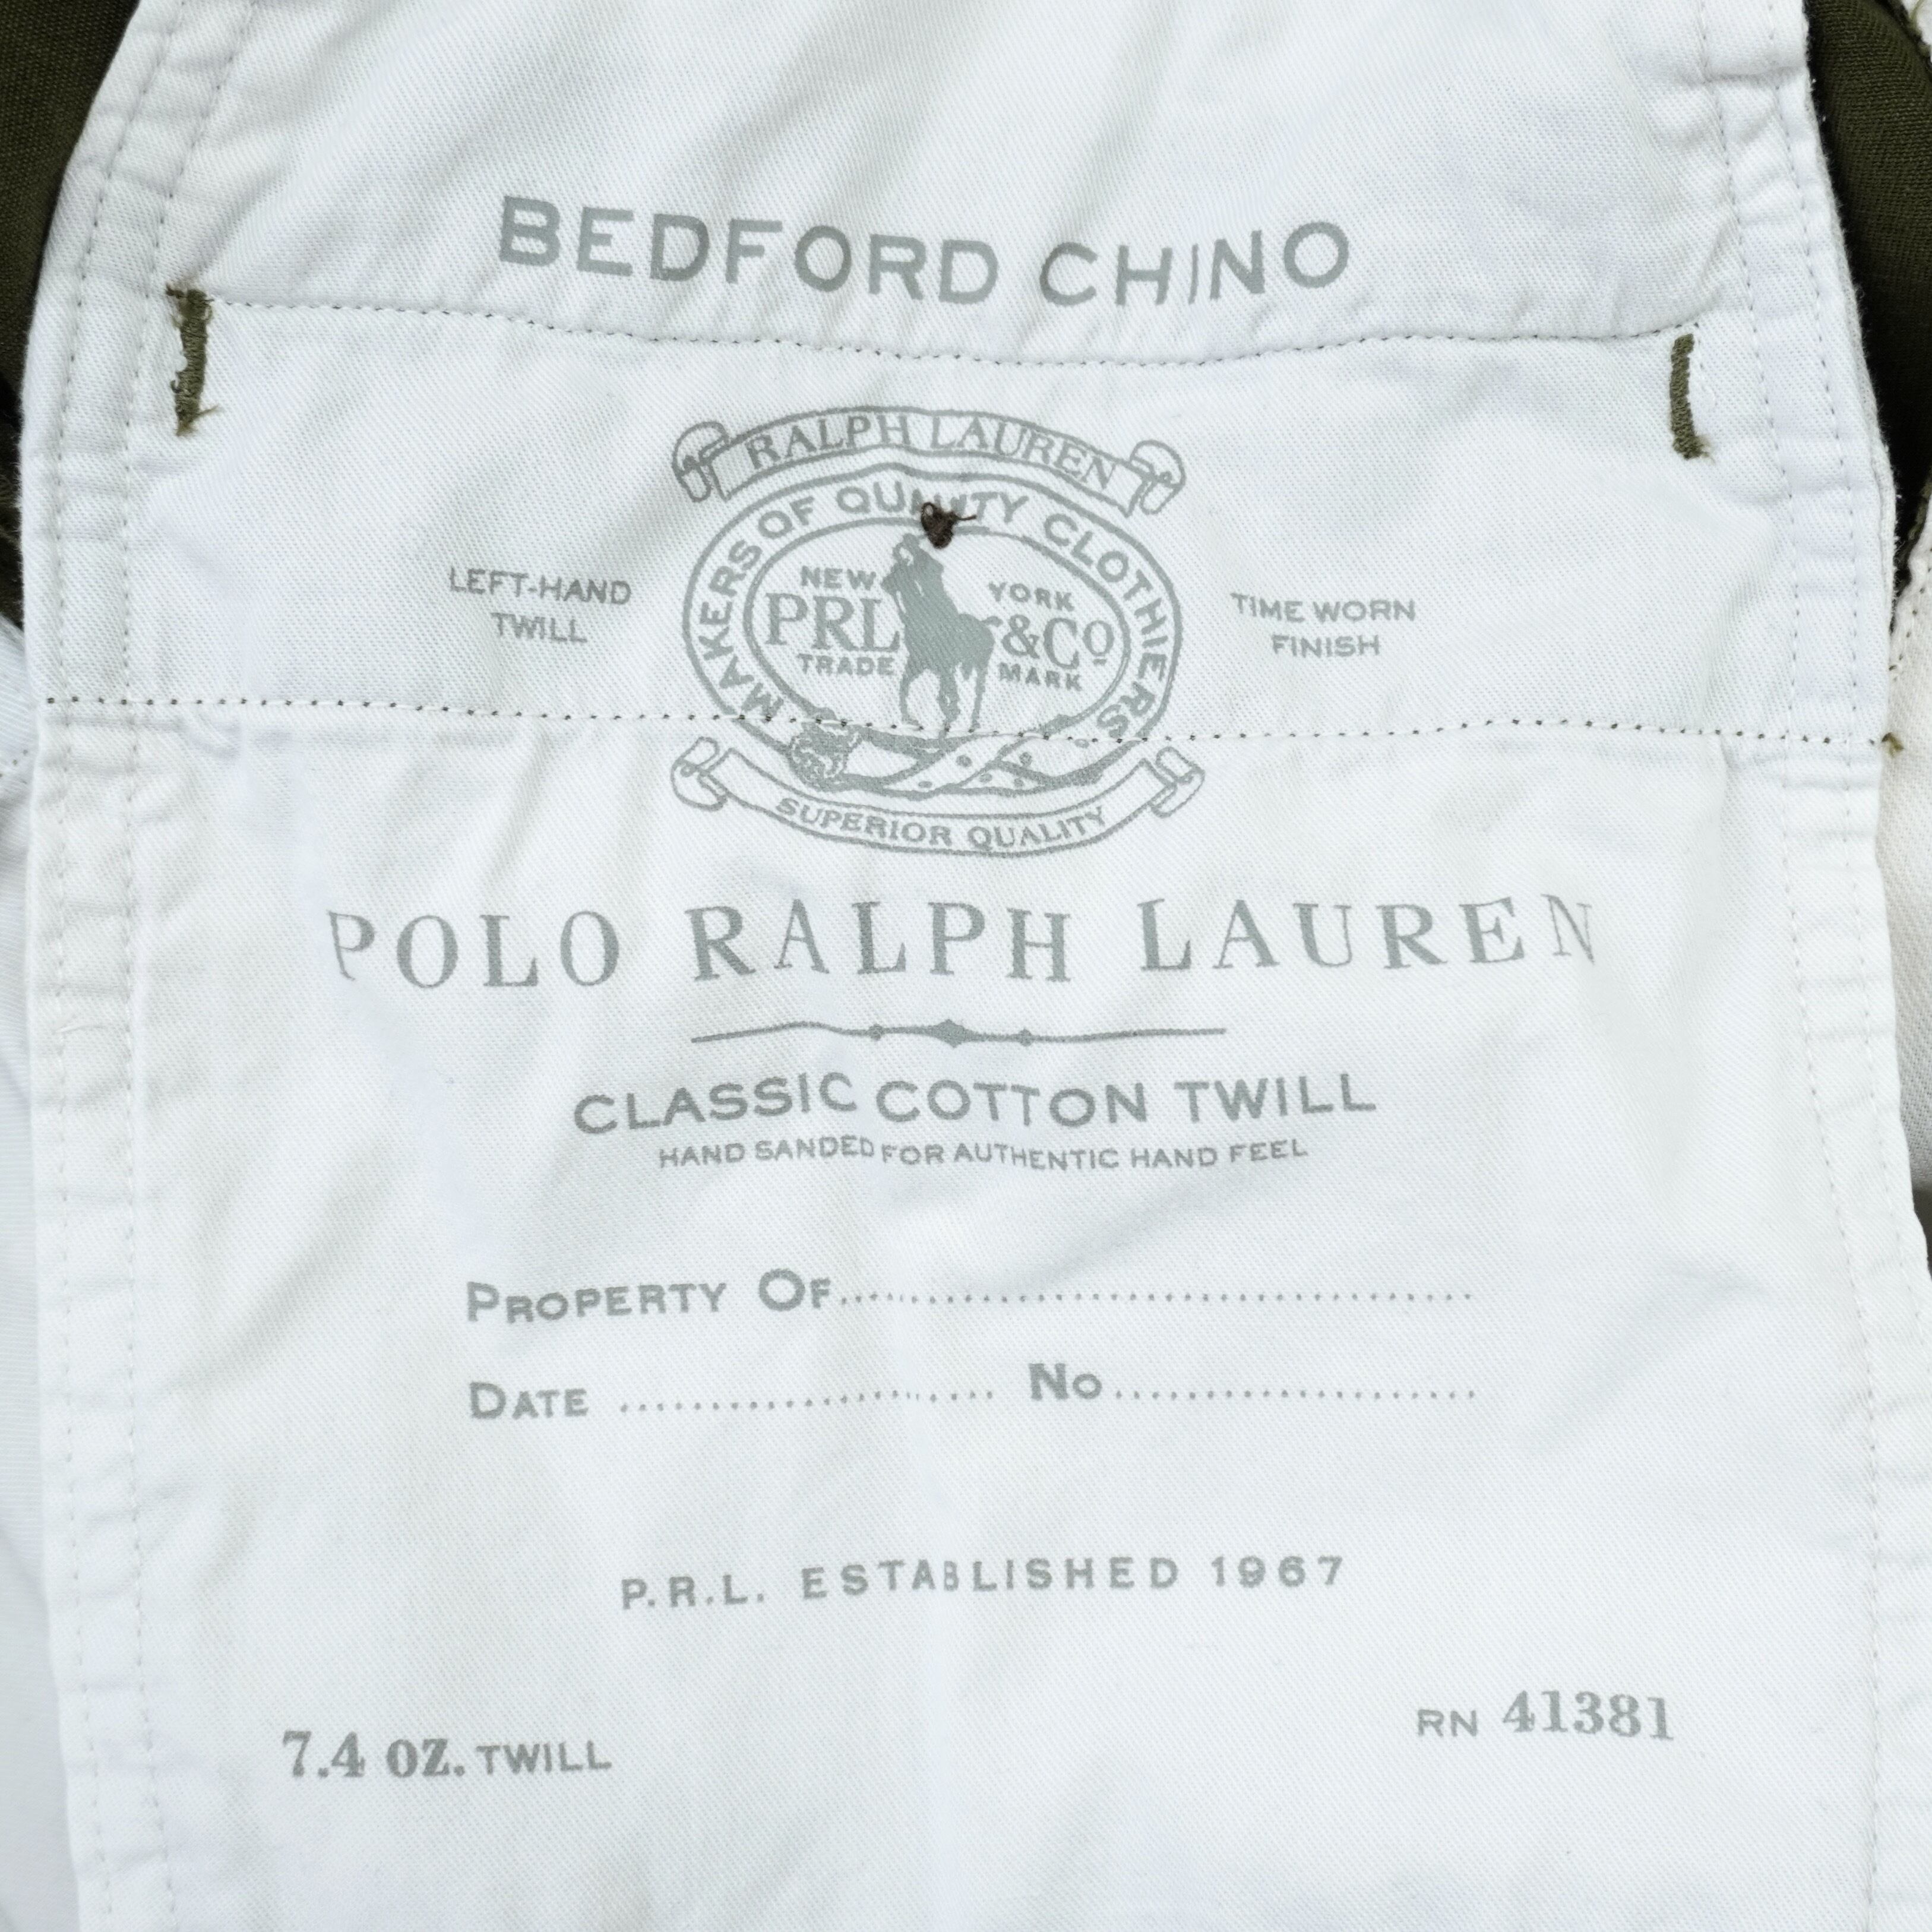 BEDFORD CHINO
RALPH LAUREN
MAKERS OF QUALITY CLOTHIERS
NEW YORK
PRL & Cº
TRADE MARK
LEFT-HAND
TWILL
TIME WORN
FINISH
SUPERIOR QUALITY
POLO RALPH LAUREN
CLASSIC COTTON TWILL
HAND SANDED FOR AUTHENTIC HAND FEEL
PROPERTY OF
DATE No
P.R.L. ESTABLISHED 1967
7.4 OZ. TWILL
RN 41381